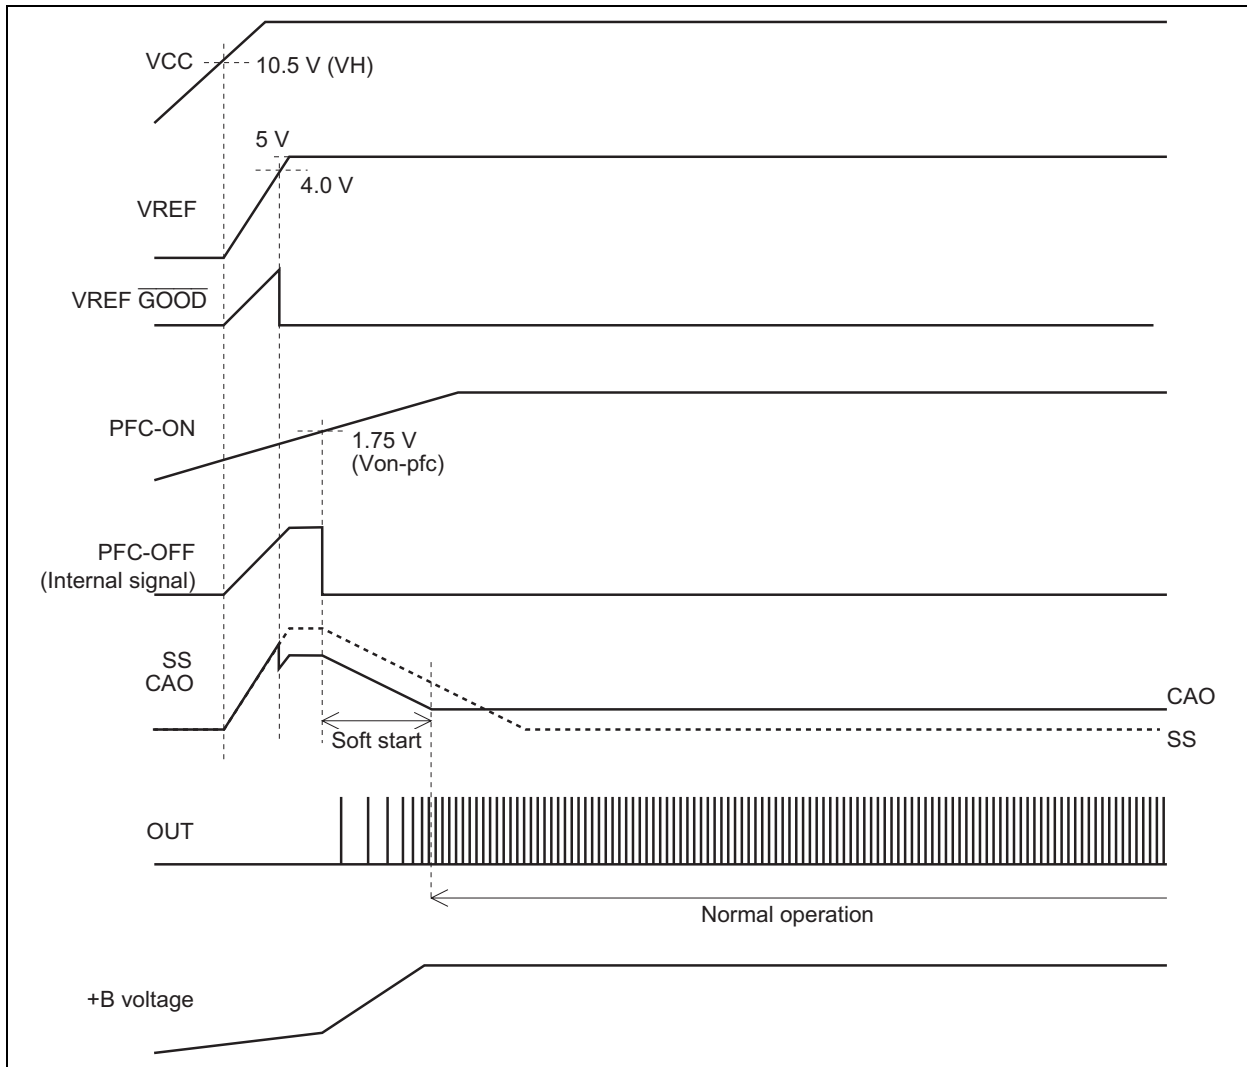 VCC
10.5 V (VH)
5 V
4.0 V
VREF
VREF GOOD
PFC-ON
1.75 V
(Von-pfc)
PFC-OFF
(Internal signal)
SS
CAO
CAO
SS
Soft start
OUT
Normal operation
+B voltage